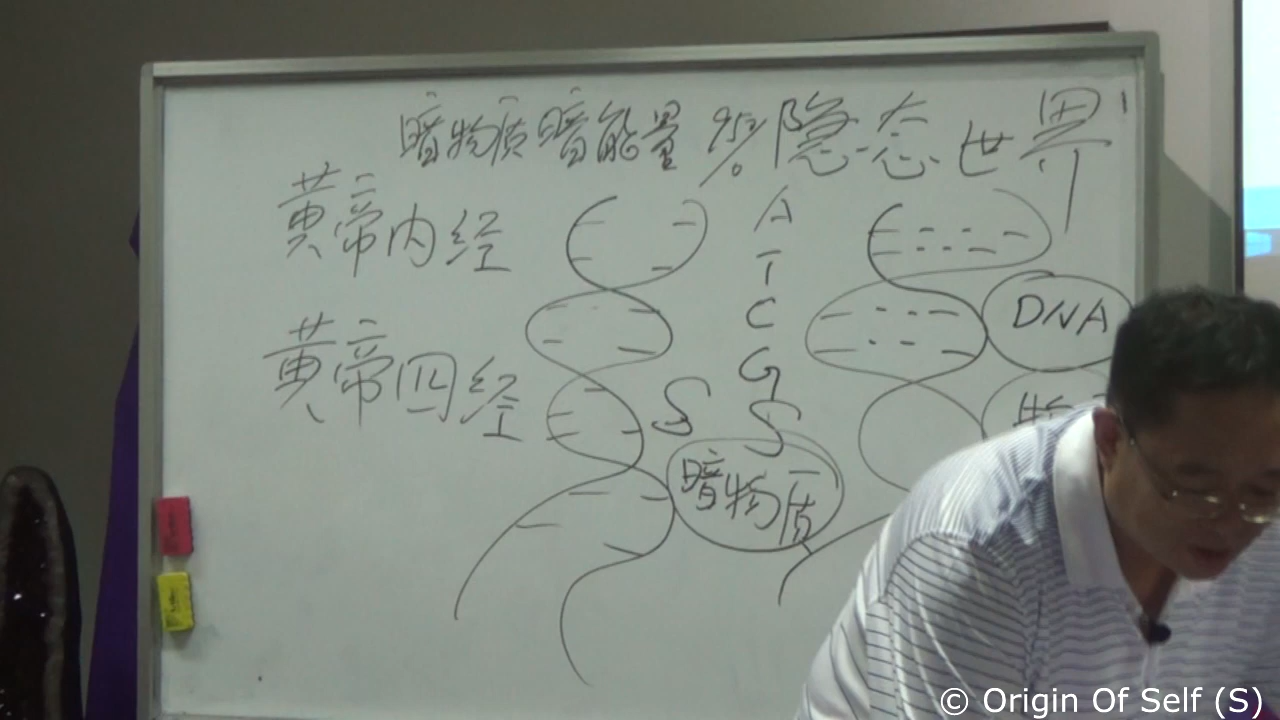 暗物质暗能量 95% 隐态世界
黄帝内经
黄帝四经
A
T
C
G
S S
DNA
暗物质
© Origin Of Self (S)